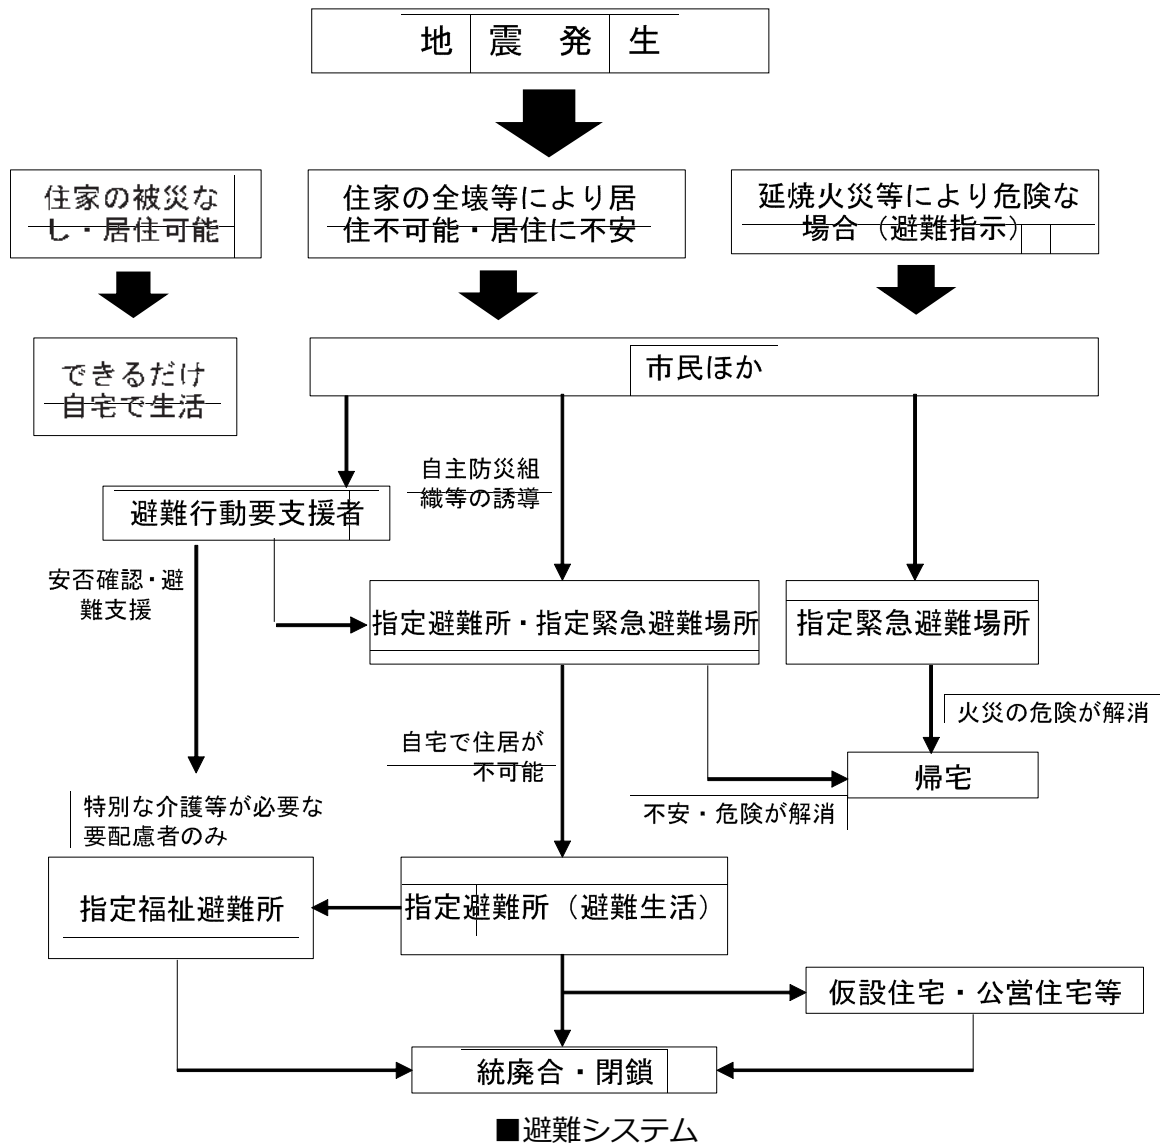 地震発生
住家の被災な
し・居住可能
住家の全壊等により居
住不可能・居住に不安
延焼火災等により危険な
場合（避難指示）
できるだけ
自宅で生活
市民ほか
自主防災組
織等の誘導
避難行動要支援者
安否確認・避
難支援
指定避難所・指定緊急避難場所
指定緊急避難場所
火災の危険が解消
自宅で住居が
不可能
帰宅
不安・危険が解消
特別な介護等が必要な
要配慮者のみ
指定福祉避難所
指定避難所（避難生活）
仮設住宅・公営住宅等
統廃合・閉鎖
■避難システム